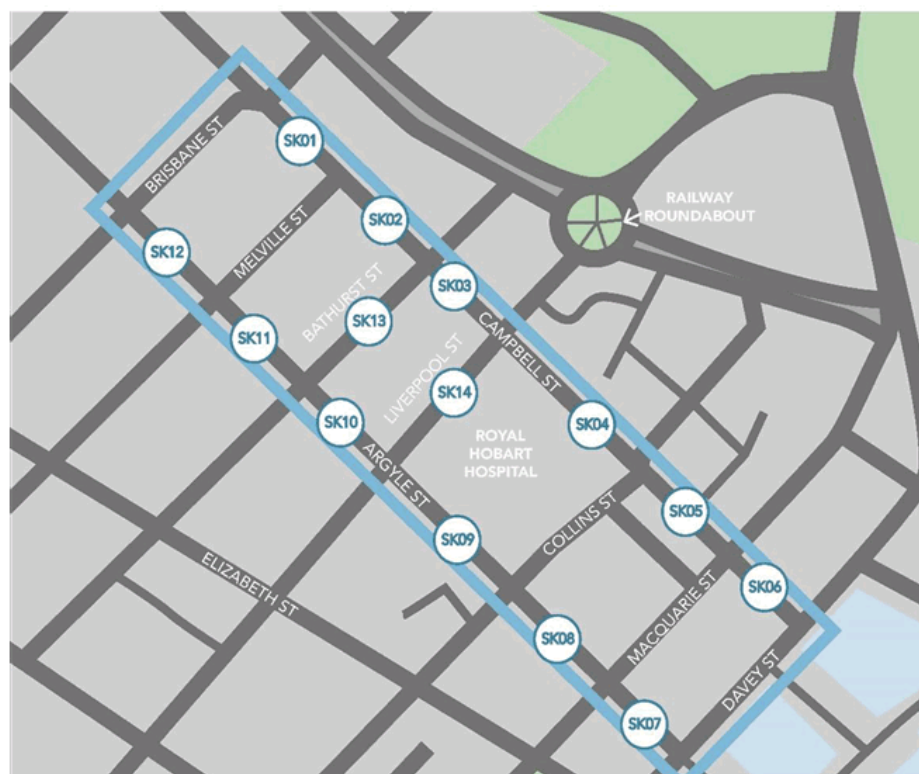 SK01
BRISBANE ST
SK02
MELVILLE ST
RAILWAY
ROUNDABOUT
SK12
SK03
BATHURST ST
SK13
SK11
CAMPBELL ST
LIVERPOOL ST
SK14
SK10
SK04
ROYAL
HOBART
HOSPITAL
ARGYLE ST
SK05
COLLINS ST
SK09
ELIZABETH ST
SK06
MACQUARIE ST
SK08
DAVEY ST
SK07